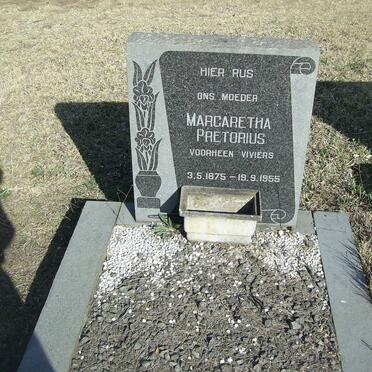 HIER RUS
ONS MOEDER
MARGARETHA
PRETORIUS
VOORHEEN VIVIERS
3.5.1875 — 19.9.1955